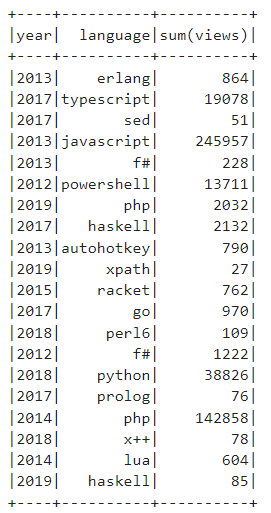 +----+----------+----------+
|year|  language|sum(views)|
+----+----------+----------+
|2013|    erlang|       864|
|2017|typescript|     19078|
|2017|       sed|        51|
|2013|javascript|    245957|
|2013|        f#|       228|
|2012|powershell|     13711|
|2019|       php|      2032|
|2017|   haskell|      2132|
|2013|autohotkey|       790|
|2019|     xpath|        27|
|2015|    racket|       762|
|2017|        go|       970|
|2018|     perl6|       109|
|2012|        f#|      1222|
|2018|    python|     38826|
|2017|    prolog|        76|
|2014|       php|    142858|
|2018|       x++|        78|
|2014|       lua|       604|
|2019|   haskell|        85|
+----+----------+----------+